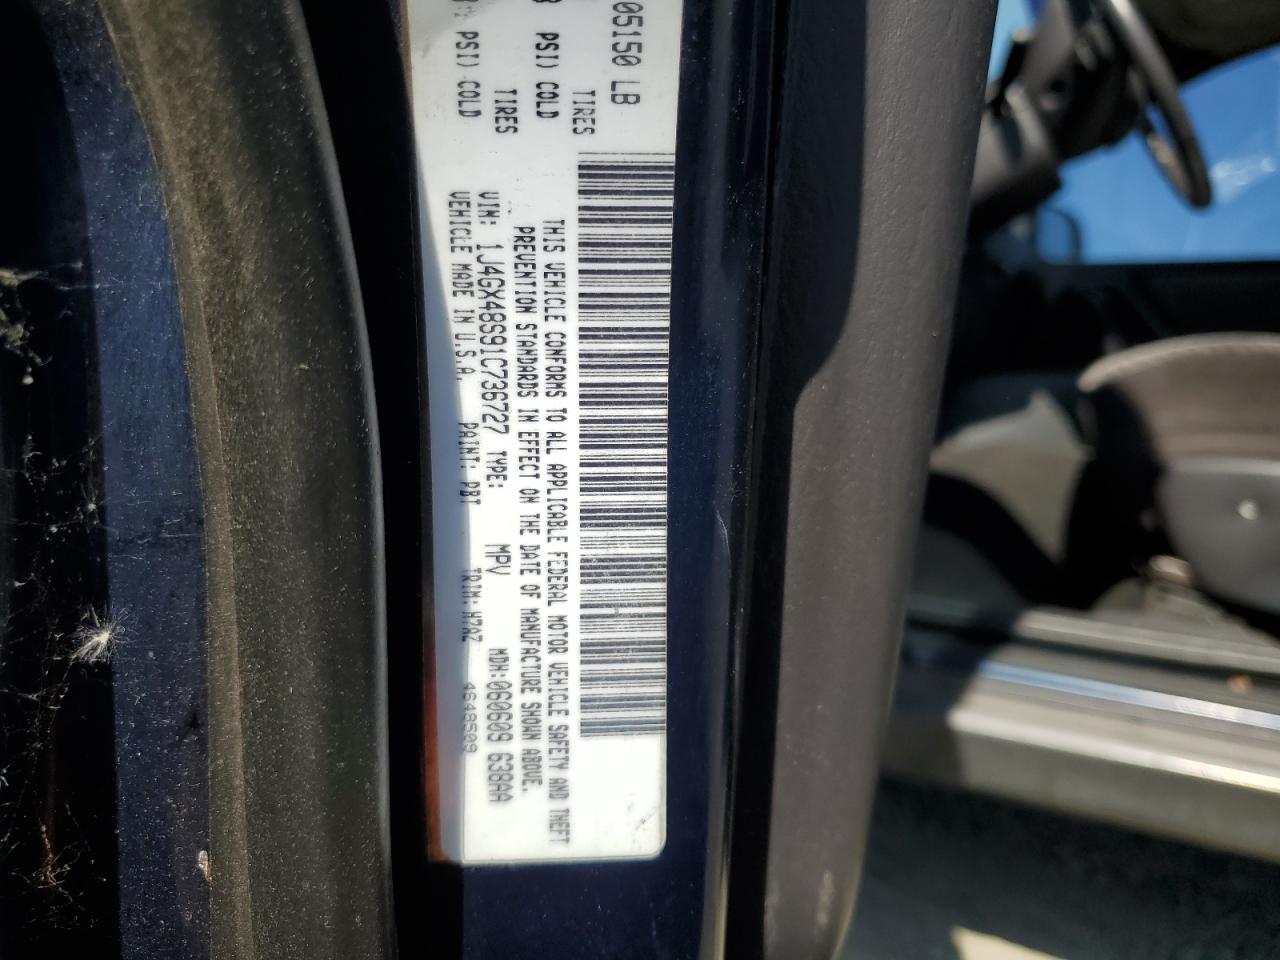 05150 LB
TIRES
PSI) COLD
TIRES
PSI) COLD
THIS VEHICLE CONFORMS TO ALL APPLICABLE FEDERAL MOTOR VEHICLE SAFETY AND THEFT
PREVENTION STANDARDS IN EFFECT ON THE DATE OF MANUFACTURE SHOWN ABOVE.
VIN: 1J4GX48S91C736727 TYPE: MPV MDH:060609 638AA
VEHICLE MADE IN U.S.A. PAINT: PBT TRIM: H7RZ 4648509